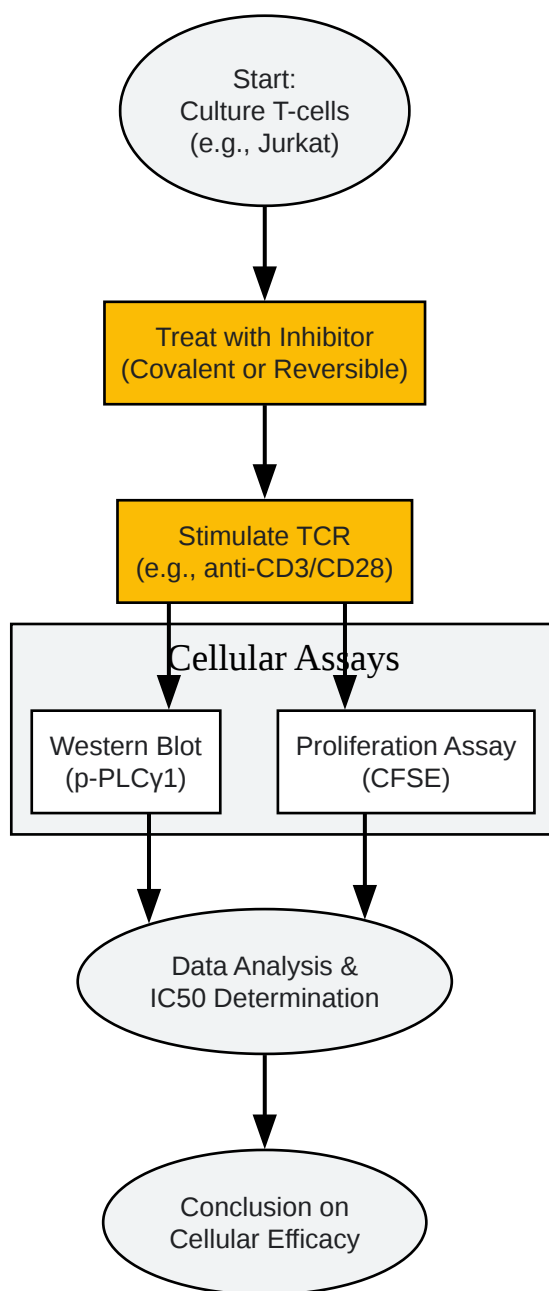 Start:
Culture T-cells
(e.g., Jurkat)
Treat with Inhibitor
(Covalent or Reversible)
Stimulate TCR
(e.g., anti-CD3/CD28)
Cellular Assays
Western Blot
(p-PLCγ1)
Proliferation Assay
(CFSE)
Data Analysis &
IC50 Determination
Conclusion on
Cellular Efficacy